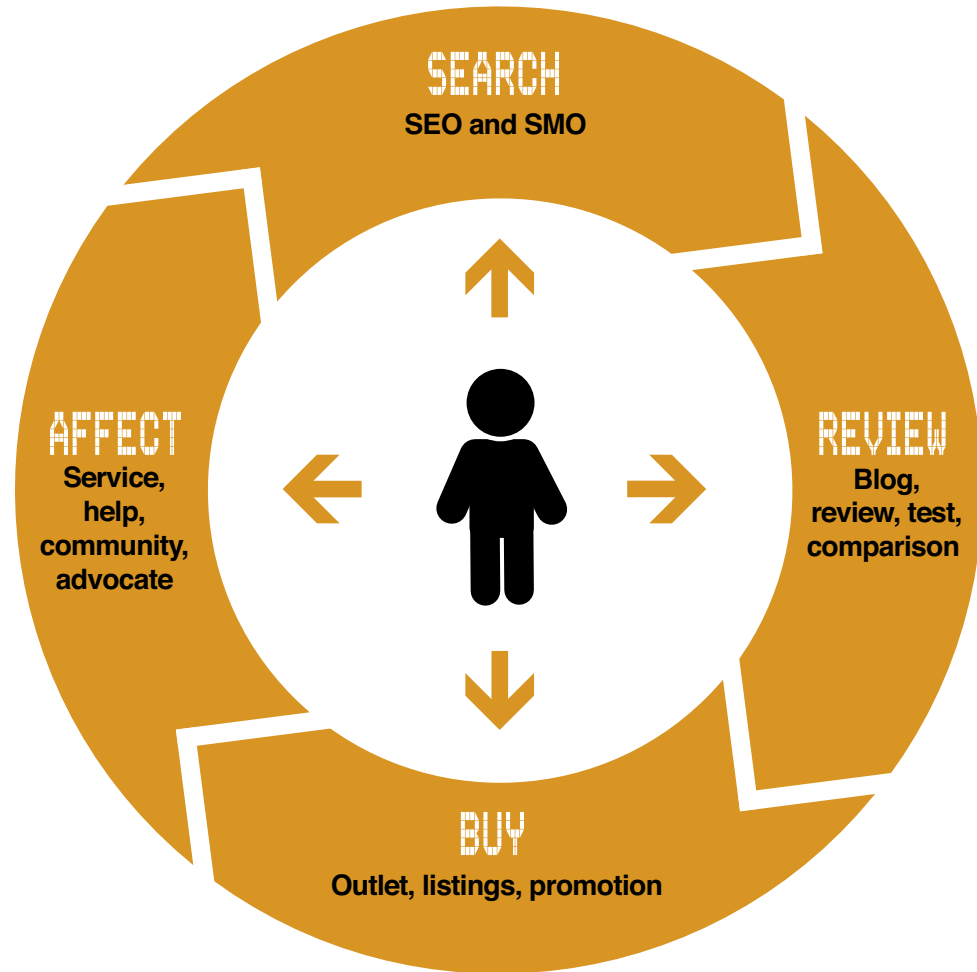 SEARCH
SEO and SMO
REVIEW
Blog,
review, test,
comparison
BUY
Outlet, listings, promotion
AFFECT
Service,
help,
community,
advocate